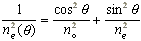 1/n_e^2(θ) = cos^2 θ/n_o^2 + sin^2 θ/n_e^2